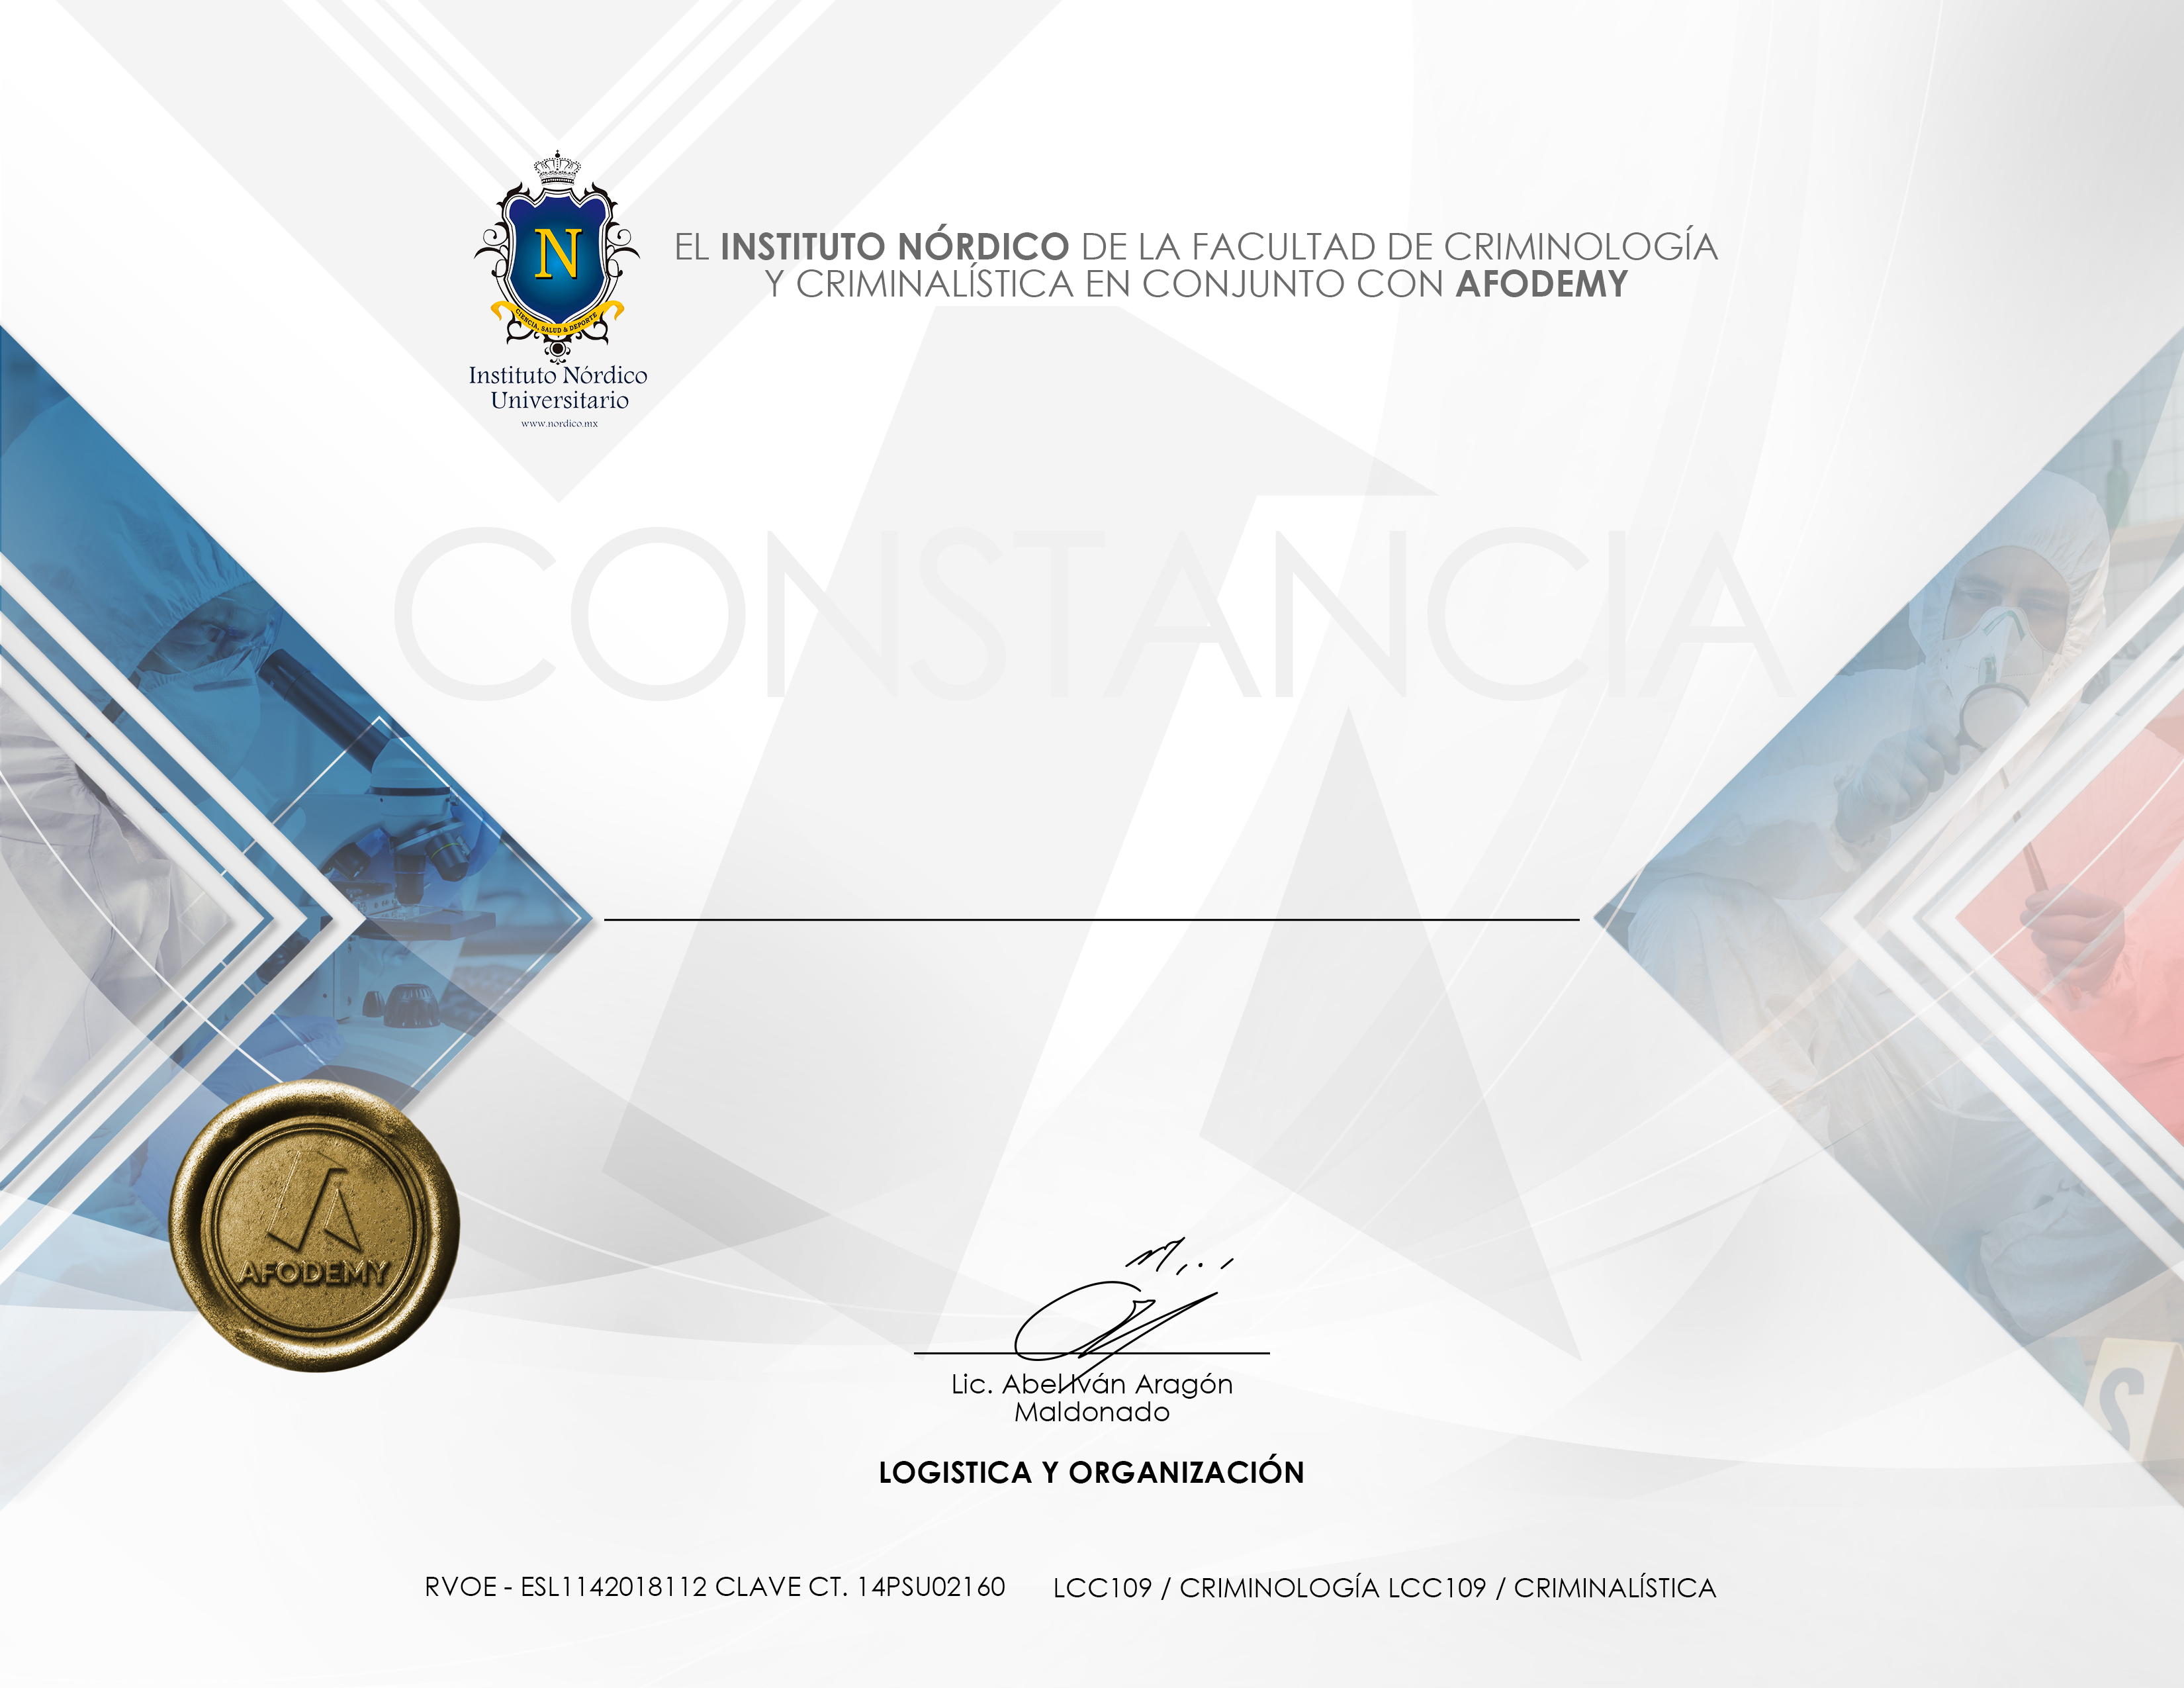 N
CIENCIA, SALUD & DEPORTE
Instituto Nórdico
Universitario
www.nordico.mx
EL INSTITUTO NÓRDICO DE LA FACULTAD DE CRIMINOLOGÍA
Y CRIMINALÍSTICA EN CONJUNTO CON AFODEMY
CONSTANCIA
AFODEMY
Lic. Abel Iván Aragón
Maldonado
LOGISTICA Y ORGANIZACIÓN
RVOE - ESL1142018112 CLAVE CT. 14PSU02160
LCC109 / CRIMINOLOGÍA LCC109 / CRIMINALÍSTICA